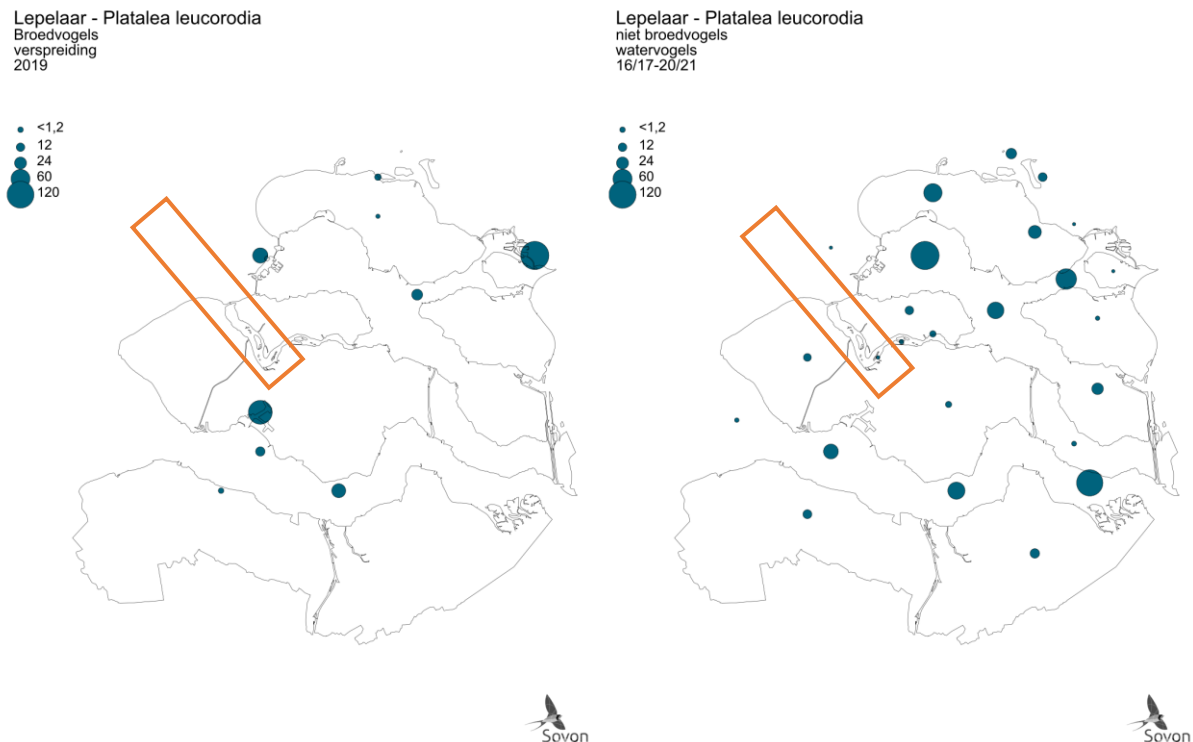 Lepelaar - Platalea leucorodia
Broedvogels
verspreiding
2019
<1,2
12
24
60
120
Sovon
Lepelaar - Platalea leucorodia
niet broedvogels
watervogels
16/17-20/21
<1,2
12
24
60
120
Sovon